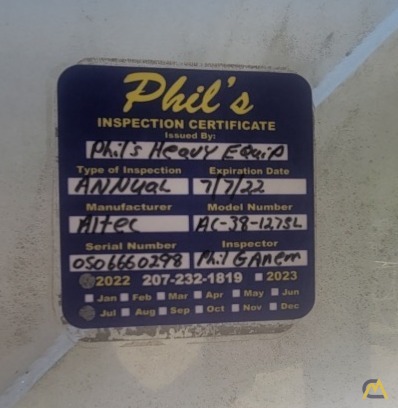 Phil's
INSPECTION CERTIFICATE
Issued By:
Phil's Heavy Equip
Type of Inspection Expiration Date
ANNUAL 7/7/22
Manufacturer Model Number
Altec AC-38-127SL
Serial Number Inspector
0506660298 Phil GAnem
2022 207-232-1819 2023
Jan Feb Mar Apr May Jun
Jul Aug Sep Oct Nov Dec